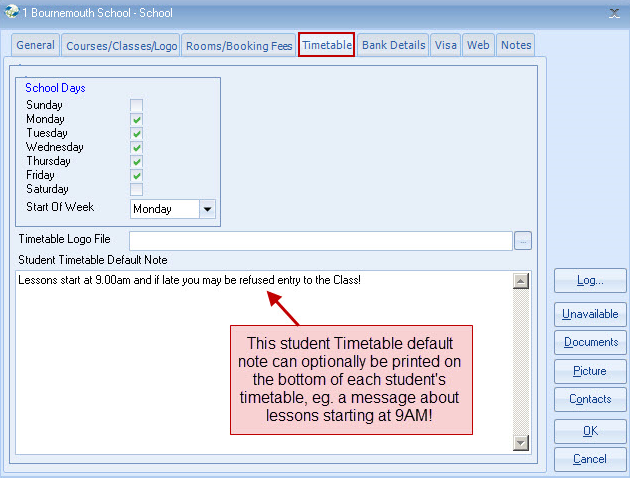 1 Bournemouth School - School
General
Courses/Classes/Logo
Rooms/Booking Fees
Timetable
Bank Details
Visa
Web
Notes
School Days
Sunday
Monday
Tuesday
Wednesday
Thursday
Friday
Saturday
Start Of Week Monday
Timetable Logo File ...
Student Timetable Default Note
Lessons start at 9.00am and if late you may be refused entry to the Class!
This student Timetable default
note can optionally be printed on
the bottom of each student's
timetable, eg. a message about
lessons starting at 9AM!
Log...
Unavailable
Documents
Picture
Contacts
OK
Cancel